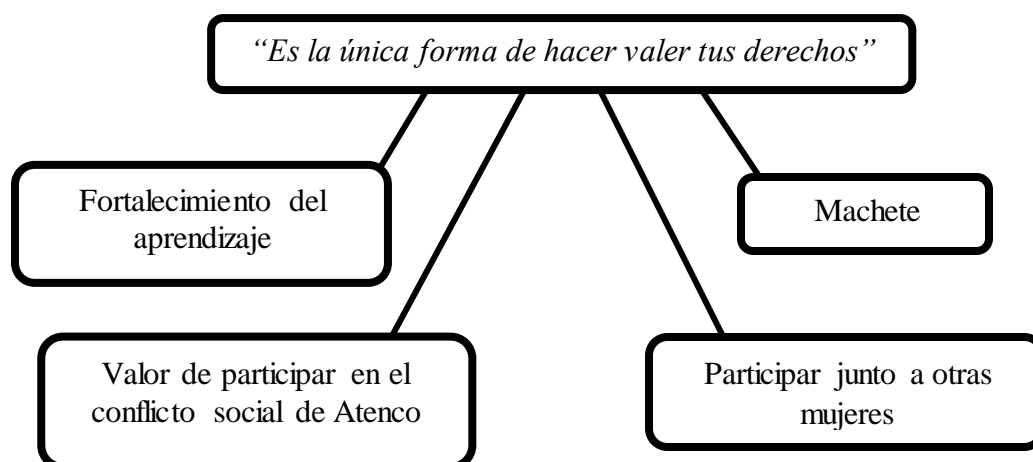 “Es la única forma de hacer valer tus derechos”
Fortalecimiento del
aprendizaje
Machete
Valor de participar en el
conflicto social de Atenco
Participar junto a otras
mujeres